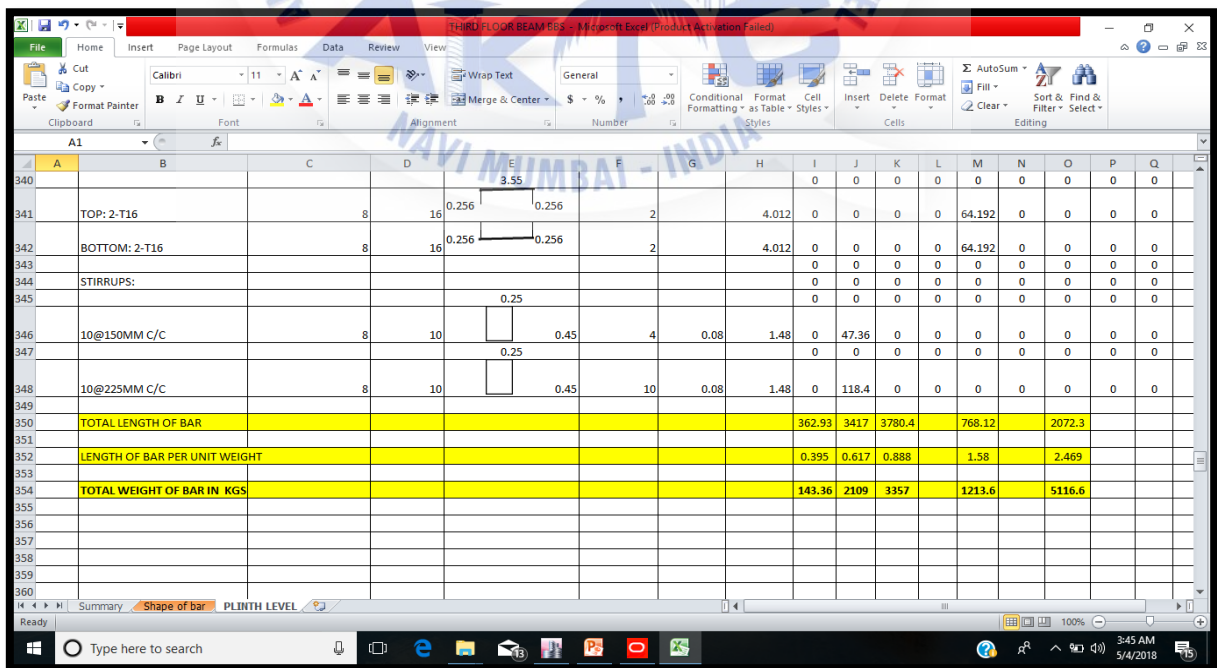 THIRD FLOOR BEAM BBS - Microsoft Excel (Product Activation Failed)
File Home Insert Page Layout Formulas Data Review View
Paste
Cut
Copy
Format Painter
Clipboard
Calibri 11
B I U
Font
Wrap Text
Merge & Center
Alignment
General
$ % ,
Number
Conditional Formatting
Format as Table
Cell Styles
Styles
Insert Delete Format
Cells
Σ AutoSum
Fill
Clear
Sort & Filter
Find & Select
Editing
NAVI MUMBAI - INDIA
A1 fx
A B C D E F G H I J K L M N O P Q
340 3.55 0 0 0 0 0 0 0 0 0
341 TOP: 2-T16 8 16 0.256 0.256 2 4.012 0 0 0 0 64.192 0 0 0 0
342 BOTTOM: 2-T16 8 16 0.256 0.256 2 4.012 0 0 0 0 64.192 0 0 0 0
343 0 0 0 0 0 0 0 0 0
344 STIRRUPS: 0 0 0 0 0 0 0 0 0
345 0.25 0 0 0 0 0 0 0 0 0
346 10@150MM C/C 8 10 0.45 4 0.08 1.48 0 47.36 0 0 0 0 0 0 0
347 0.25 0 0 0 0 0 0 0 0 0
348 10@225MM C/C 8 10 0.45 10 0.08 1.48 0 118.4 0 0 0 0 0 0 0
349
350 TOTAL LENGTH OF BAR 362.93 3417 3780.4 768.12 2072.3
351
352 LENGTH OF BAR PER UNIT WEIGHT 0.395 0.617 0.888 1.58 2.469
353
354 TOTAL WEIGHT OF BAR IN KGS 143.36 2109 3357 1213.6 5116.6
355
356
357
358
359
360
Summary Shape of bar PLINTH LEVEL
Ready 100%
Type here to search
13
3:45 AM
5/4/2018
15